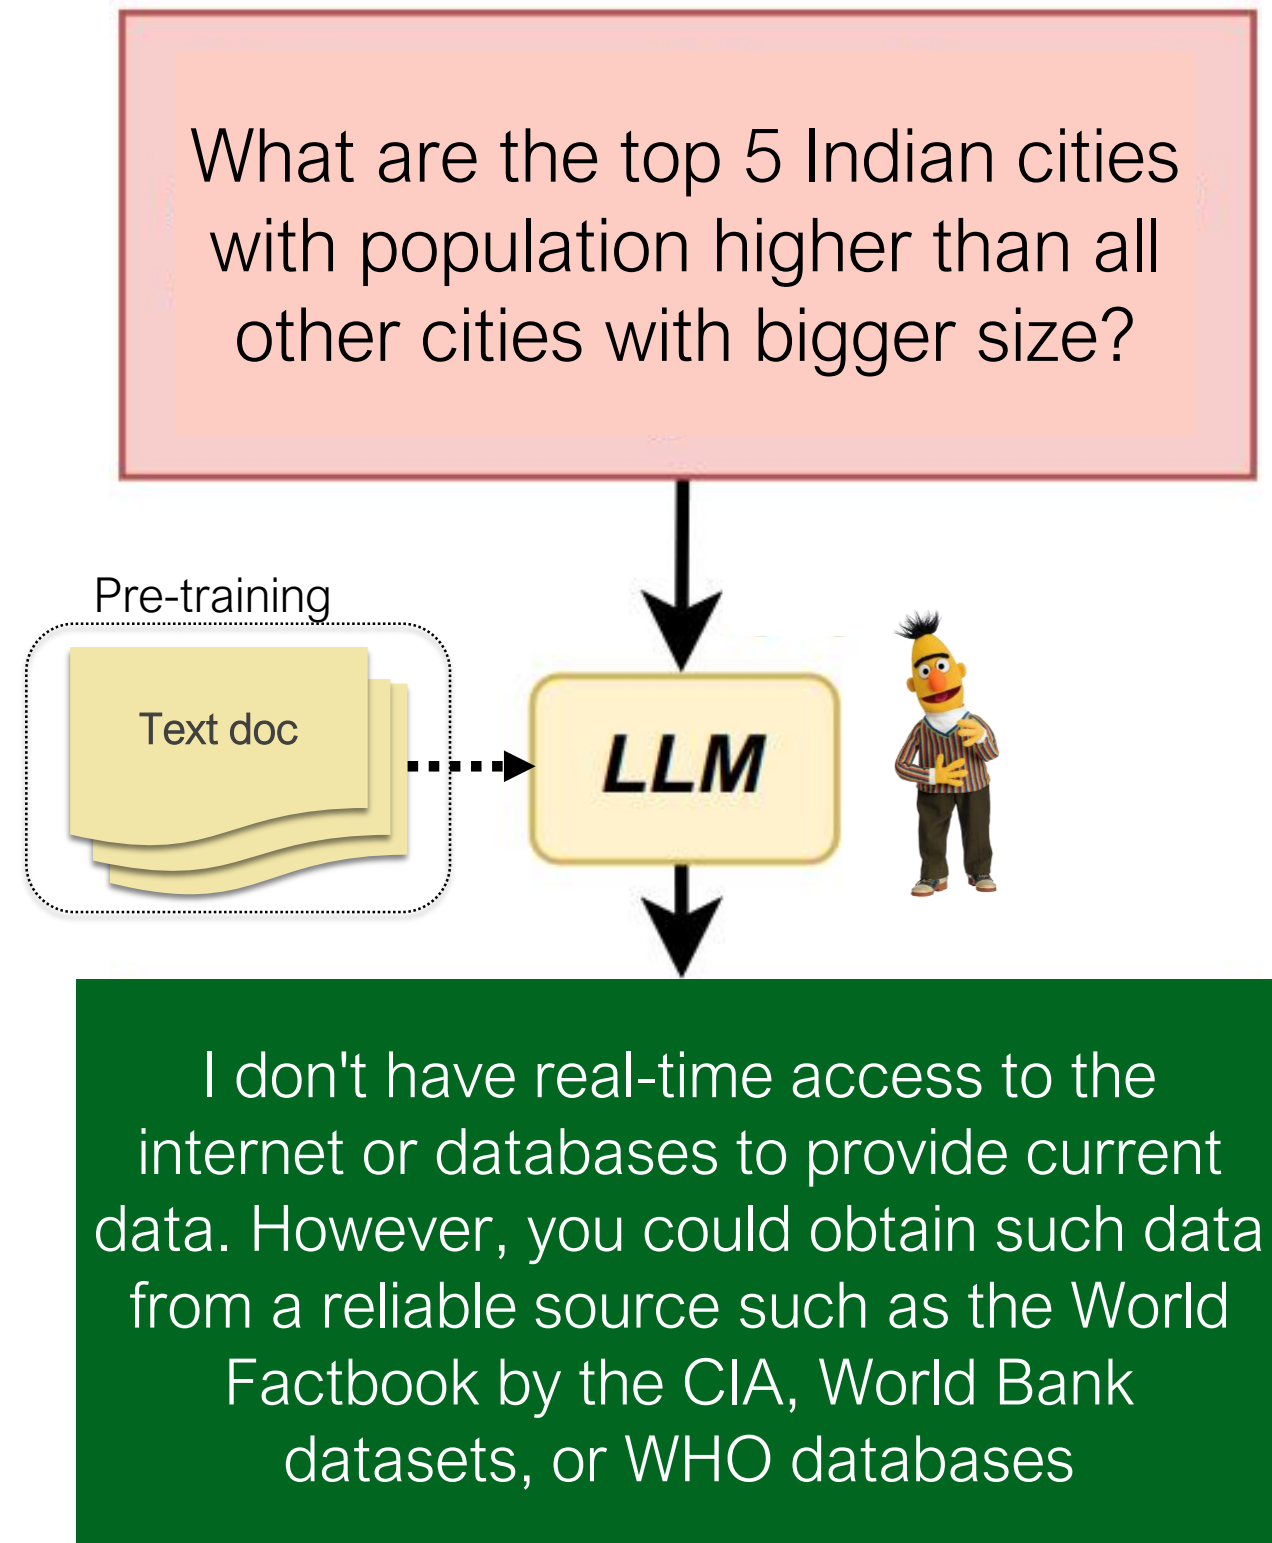 What are the top 5 Indian cities
with population higher than all
other cities with bigger size?
Pre-training
Text doc
LLM
I don't have real-time access to the
internet or databases to provide current
data. However, you could obtain such data
from a reliable source such as the World
Factbook by the CIA, World Bank
datasets, or WHO databases